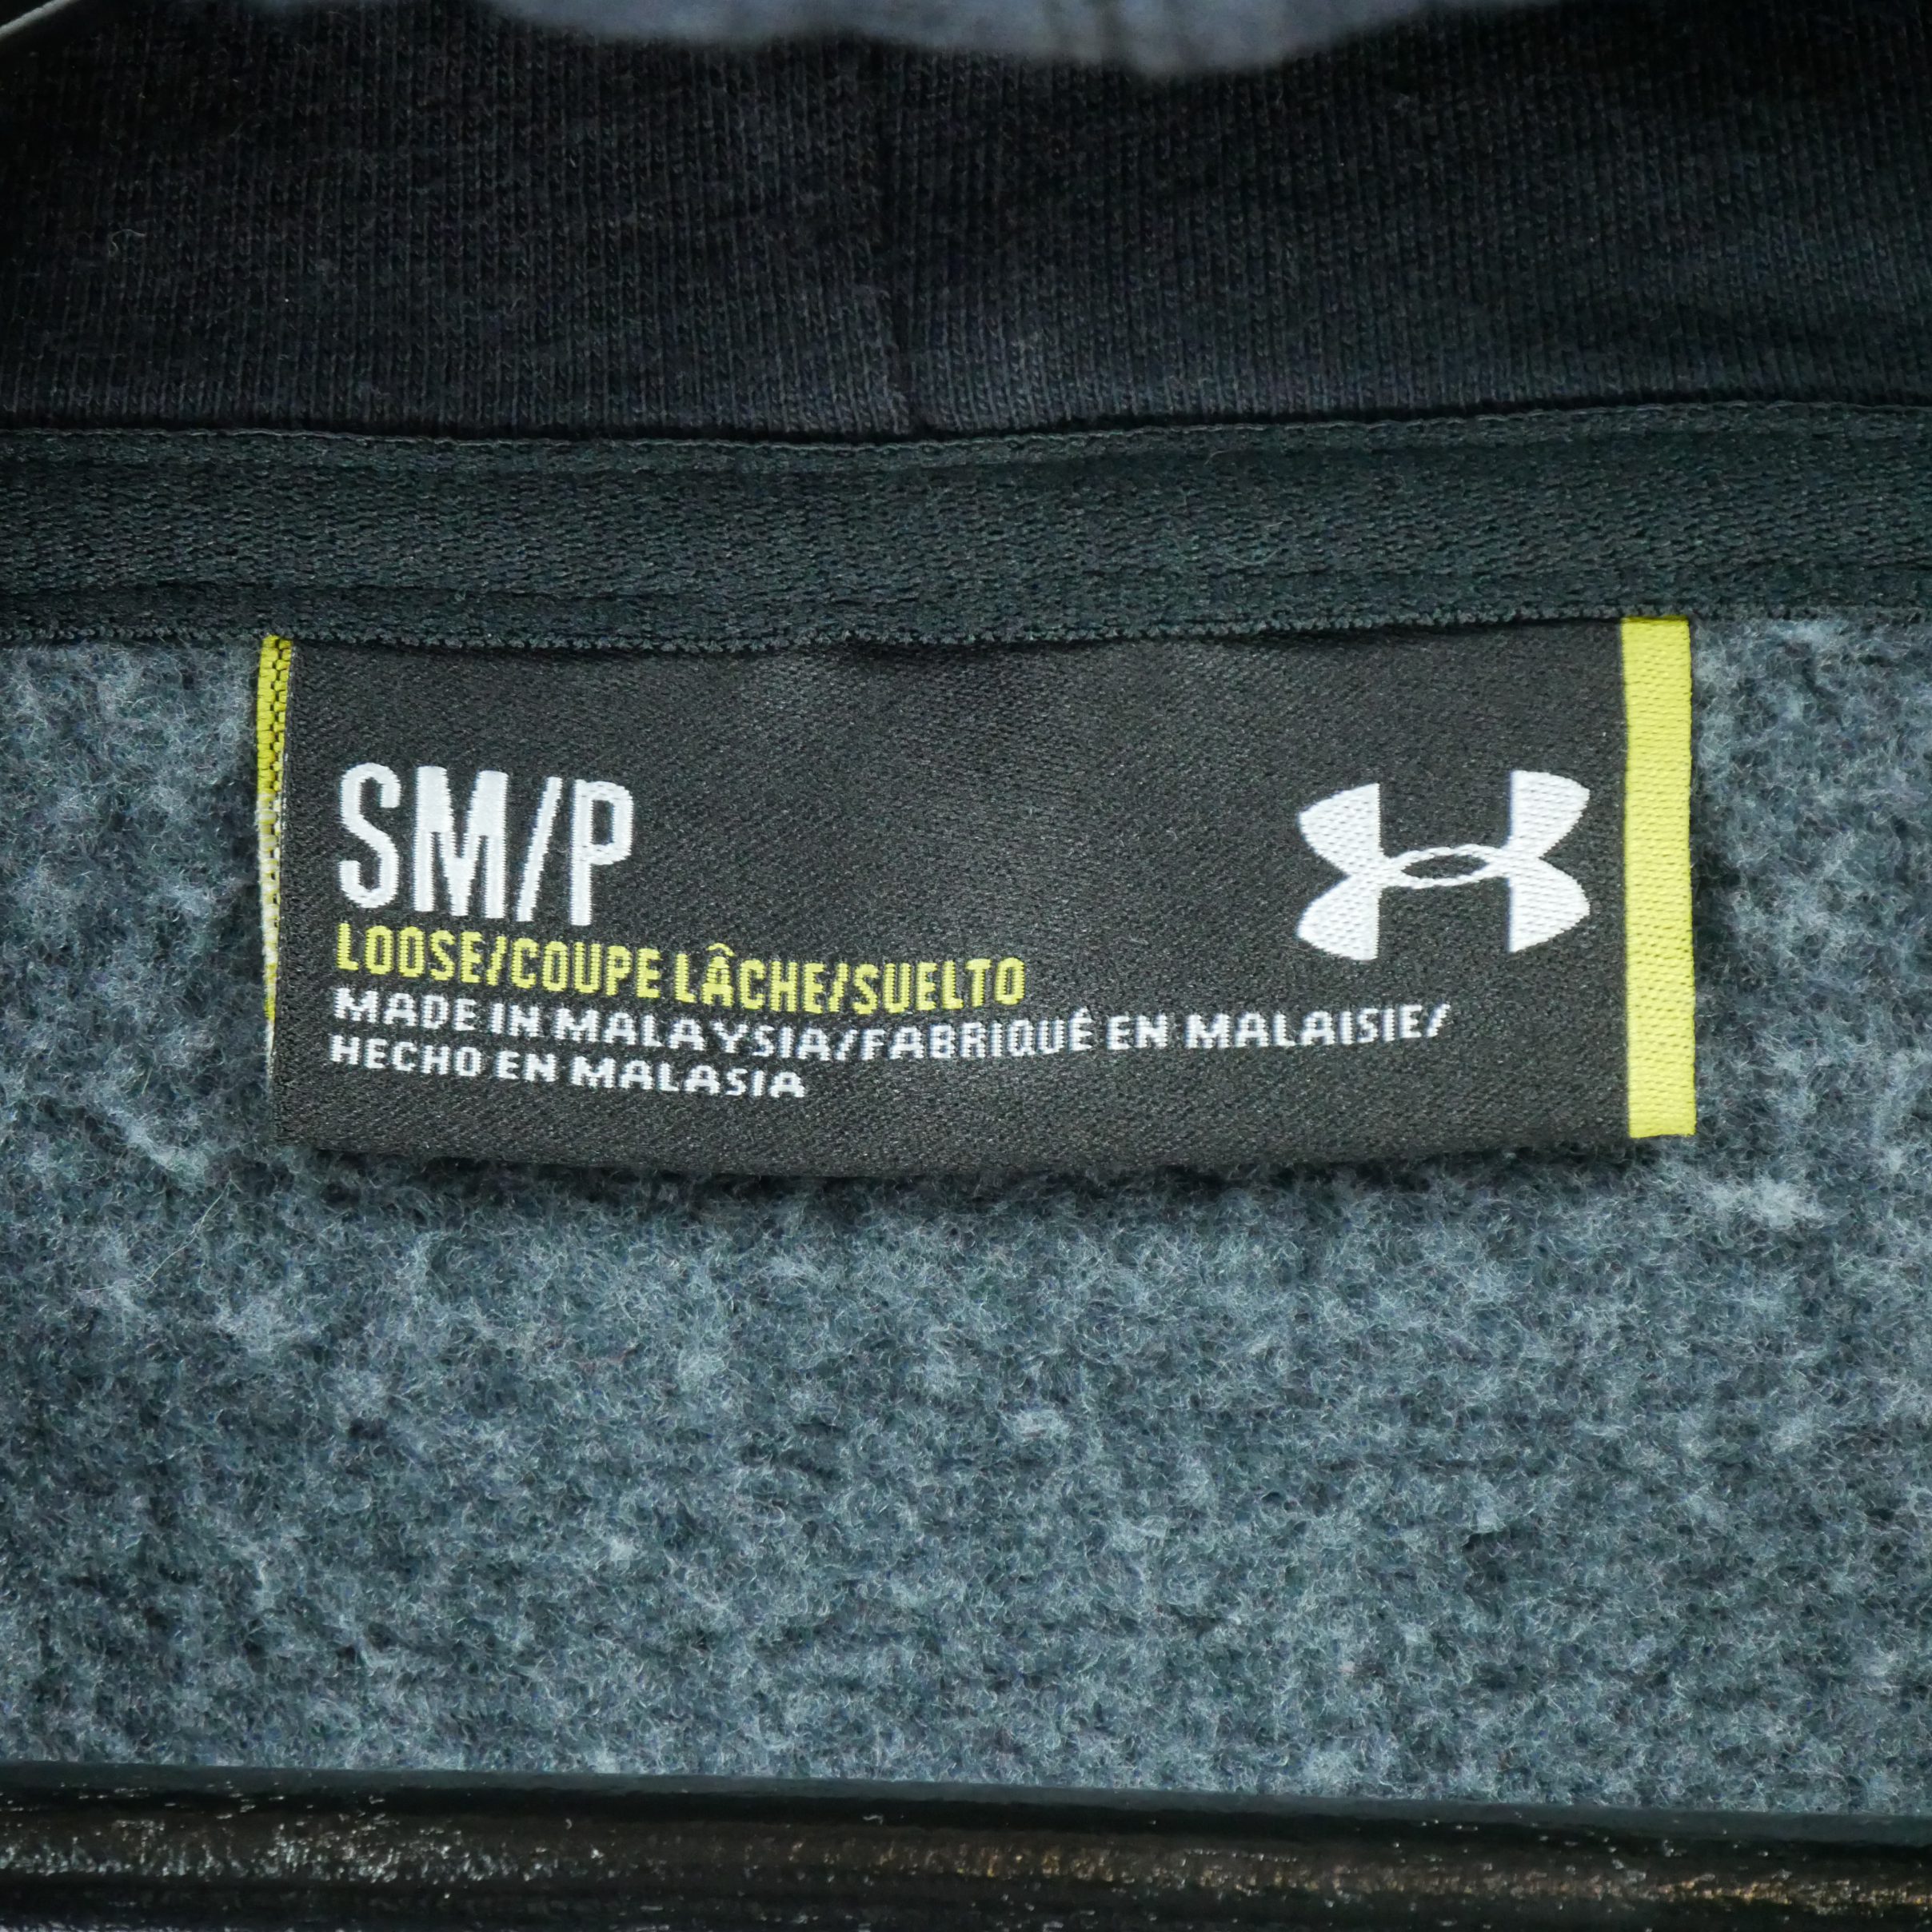 SM/P
LOOSE/COUPE LÂCHE/SUELTO
MADE IN MALAYSIA/FABRIQUÉ EN MALAISIE/
HECHO EN MALASIA